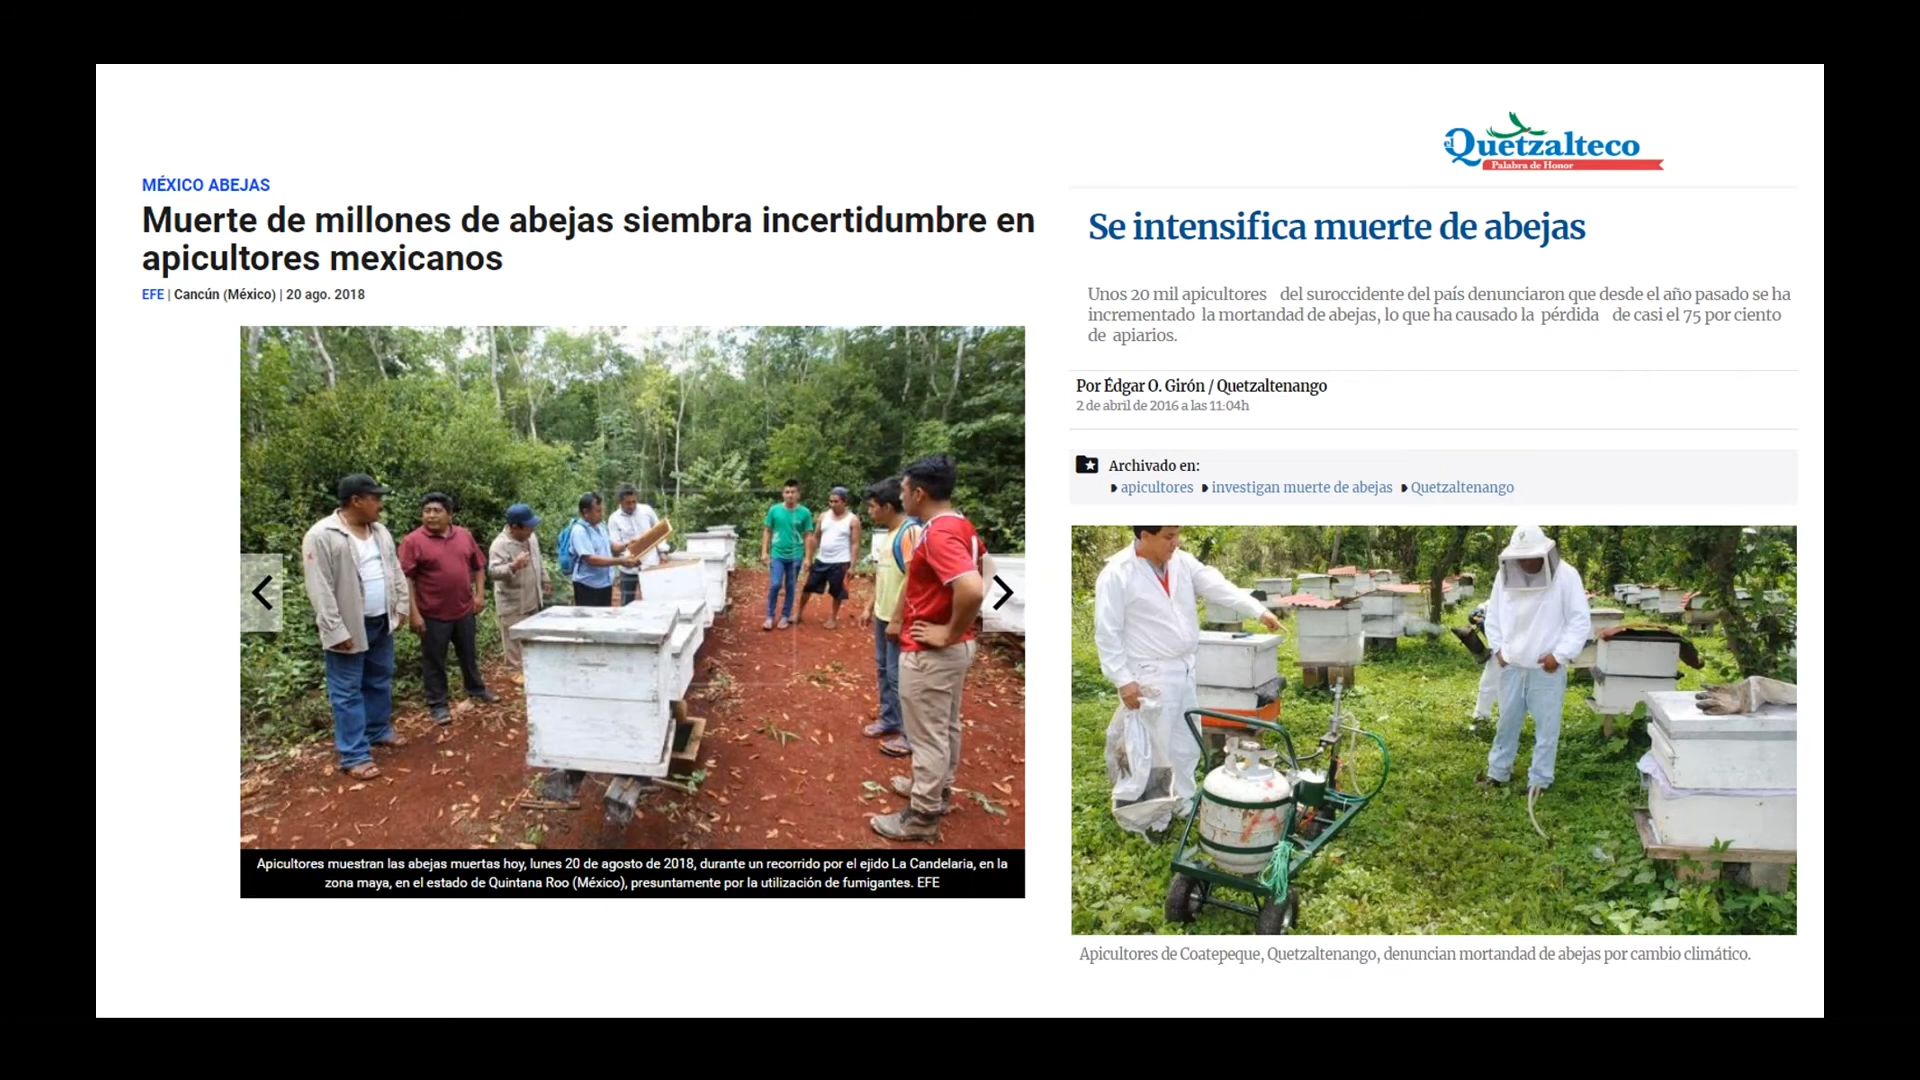 MÉXICO ABEJAS
Muerte de millones de abejas siembra incertidumbre en
apicultores mexicanos
EFE | Cancún (México) | 20 ago. 2018
Apicultores muestran las abejas muertas hoy, lunes 20 de agosto de 2018, durante un recorrido por el ejido La Candelaria, en la
zona maya, en el estado de Quintana Roo (México), presuntamente por la utilización de fumigantes. EFE
el Quetzalteco
Palabra de Honor
Se intensifica muerte de abejas
Unos 20 mil apicultores del suroccidente del país denunciaron que desde el año pasado se ha
incrementado la mortandad de abejas, lo que ha causado la pérdida de casi el 75 por ciento
de apiarios.
Por Édgar O. Girón / Quetzaltenango
2 de abril de 2016 a las 11:04h
Archivado en:
apicultores investigan muerte de abejas Quetzaltenango
Apicultores de Coatepeque, Quetzaltenango, denuncian mortandad de abejas por cambio climático.